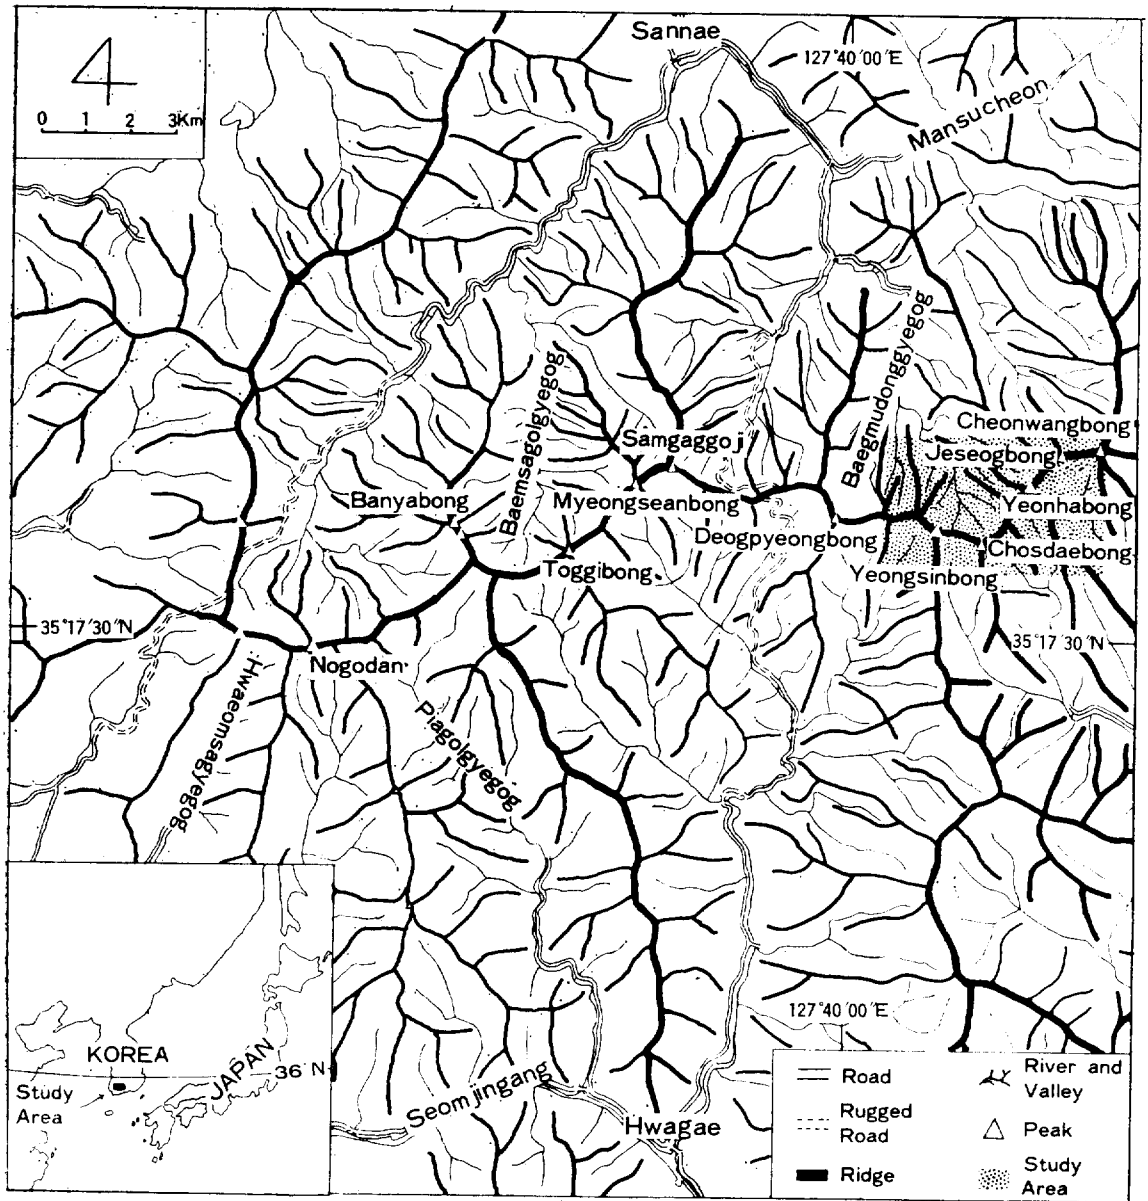 Sannae
127°40′00″E
0 1 2 3Km
Mansucheon
Baegmudonggyegog
Baemsagolgyegog
Cheonwangbong
Samgaggoji
Jeseogbong
Banyabong
Myeongseanbong
Yeonhabong
Deogpyeongbong
Chosdaebong
Toggibong
Yeongsinbong
35°17′30″N
35°17′30″N
Nogodan
Hwaeomsagyegog
Piagolgyegog
127°40′00″E
KOREA
JAPAN
36°N
Study
Area
Seomjingang
Hwagae
Road
River and
Valley
Rugged
Road
Peak
Ridge
Study
Area